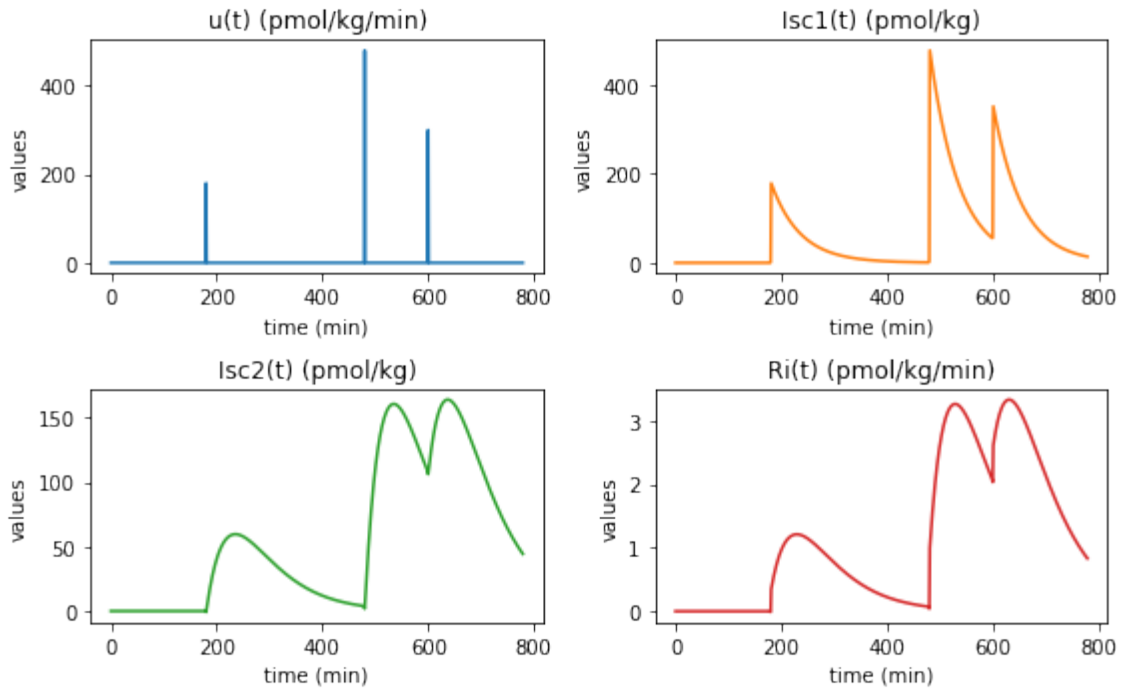 u(t) (pmol/kg/min)
400
200
0
values
0 200 400 600 800
time (min)
Isc1(t) (pmol/kg)
400
200
0
values
0 200 400 600 800
time (min)
Isc2(t) (pmol/kg)
150
100
50
0
values
0 200 400 600 800
time (min)
Ri(t) (pmol/kg/min)
3
2
1
0
values
0 200 400 600 800
time (min)